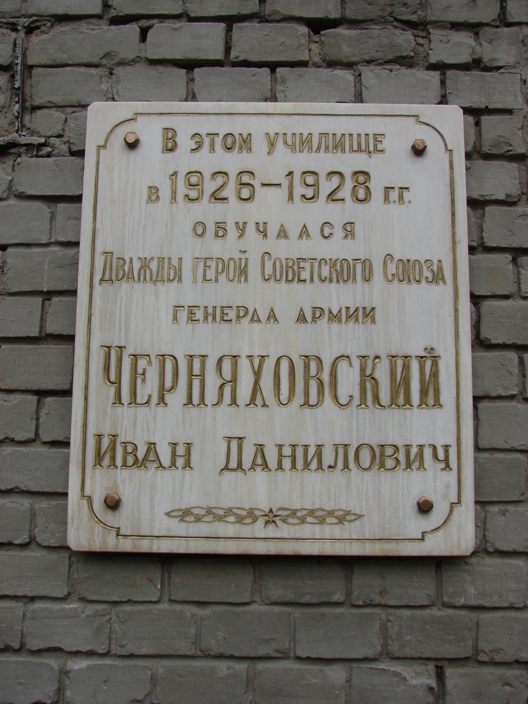 В этом училище
в 1926–1928 г.г.
обучался
Дважды герой Советского Союза
генерал армии
Черняховский
Иван Данилович